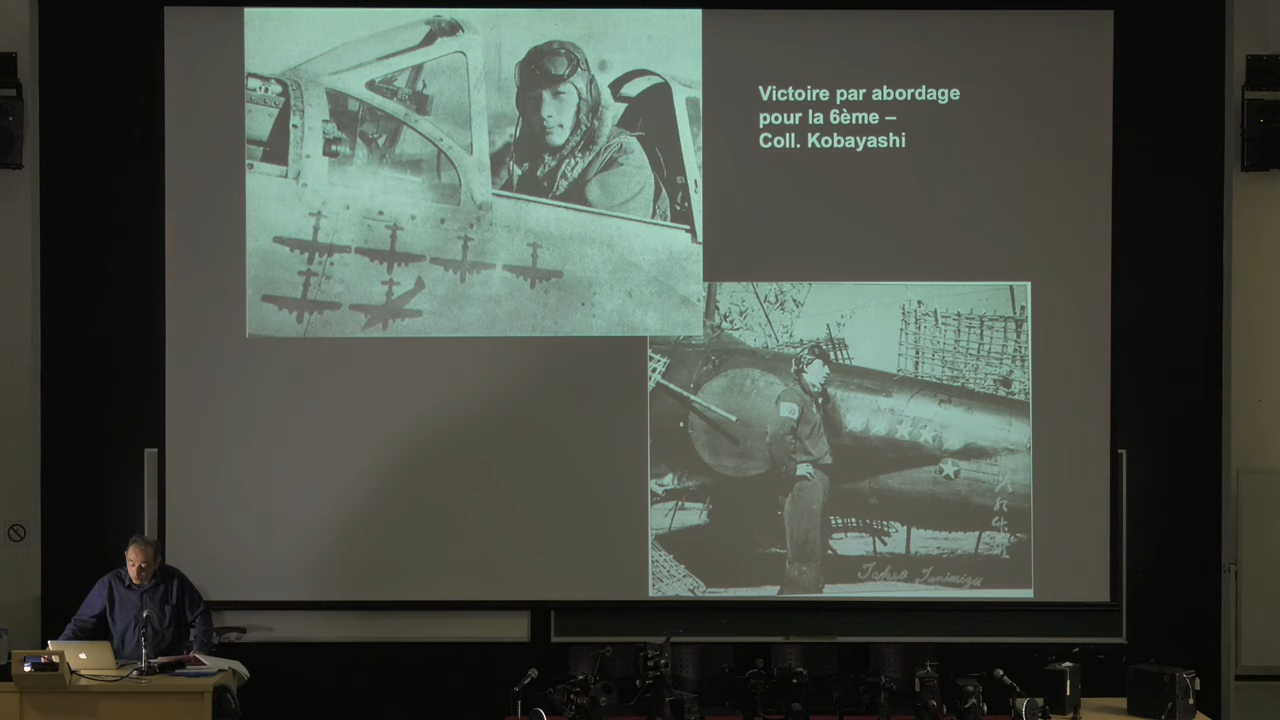 Victoire par abordage
pour la 6ème –
Coll. Kobayashi
Takeo Tanimizu